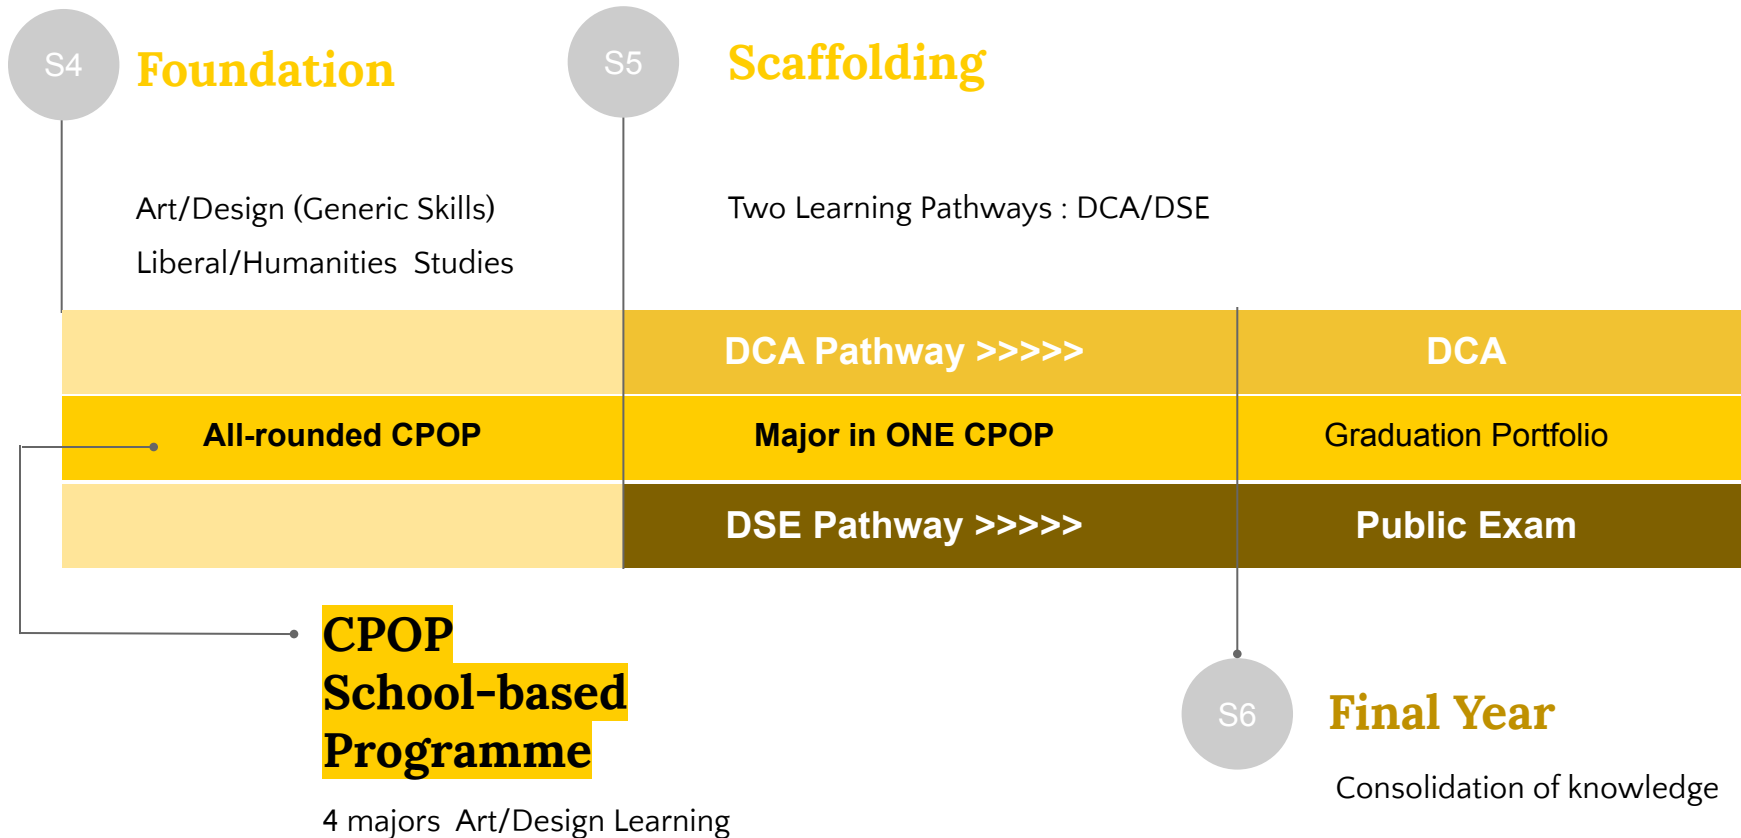 S4
Foundation
S5
Scaffolding
Art/Design (Generic Skills)
Liberal/Humanities Studies
Two Learning Pathways : DCA/DSE
DCA Pathway >>>>>
DCA
All-rounded CPOP
Major in ONE CPOP
Graduation Portfolio
DSE Pathway >>>>>
Public Exam
CPOP
School-based
Programme
4 majors Art/Design Learning
S6
Final Year
Consolidation of knowledge